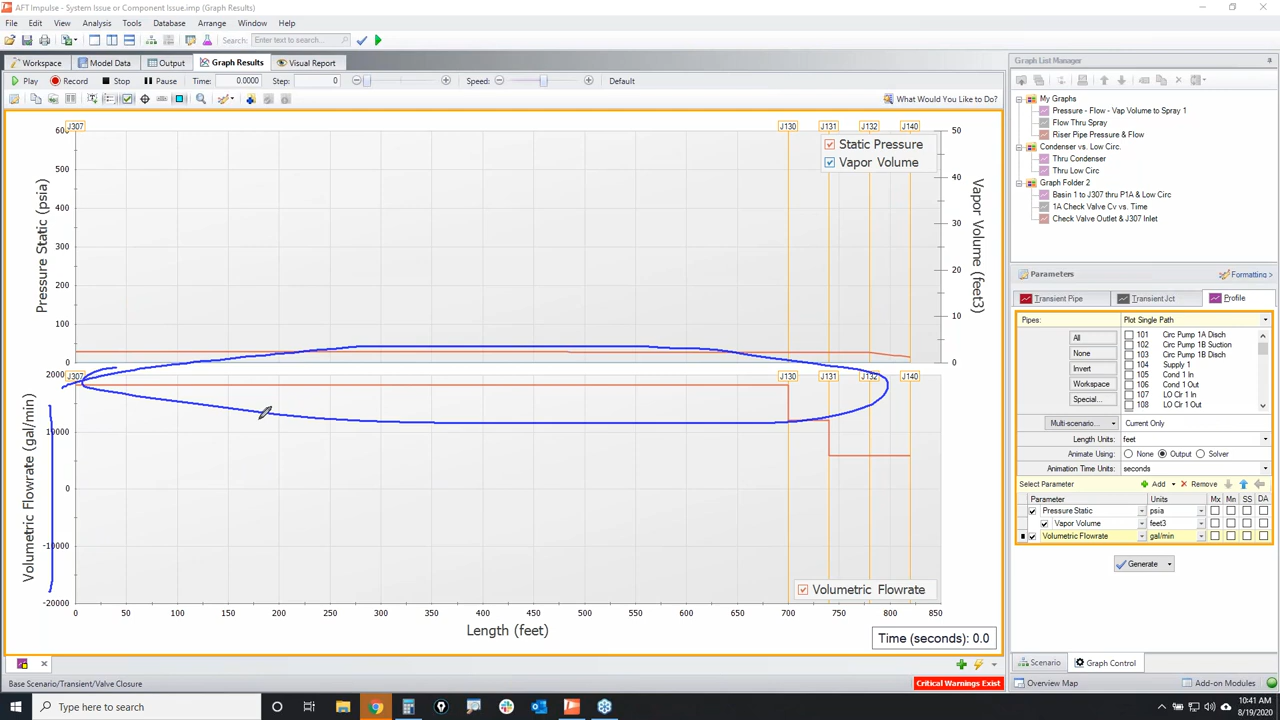 AFT Impulse - System Issue or Component Issue.imp (Graph Results)
File Edit View Analysis Tools Database Arrange Window Help
Search: Enter text to search...
Workspace Model Data Output Graph Results Visual Report
Play Record Stop Pause Time: 0.0000 Step: 0 Speed: Default
What Would You Like to Do?
J307 J130 J131 J132 J140
Static Pressure
Vapor Volume
Pressure Static (psia)
60
500
400
300
200
100
0
50
40
30
20
10
0
Vapor Volume (feet3)
J307 J130 J131 J132 J140
Volumetric Flowrate (gal/min)
2000
10000
0
-10000
-20000
Volumetric Flowrate
0 50 100 150 200 250 300 350 400 450 500 550 600 650 700 750 800 850
Length (feet)
Time (seconds): 0.0
Graph List Manager
My Graphs
Pressure - Flow - Vap Volume to Spray 1
Flow Thru Spray
Riser Pipe Pressure & Flow
Condenser vs. Low Circ.
Thru Condenser
Thru Low Circ
Graph Folder 2
Basin 1 to J307 thru P1A & Low Circ
1A Check Valve Cv vs. Time
Check Valve Outlet & J307 Inlet
Parameters Formatting >
Transient Pipe Transient Jct Profile
Pipes: Plot Single Path
All
None
Invert
Workspace
Special...
101 Circ Pump 1A Disch
102 Circ Pump 1B Suction
103 Circ Pump 1B Disch
104 Supply 1
105 Cond 1 In
106 Cond 1 Out
107 LO Clr 1 In
108 LO Clr 1 Out
Multi-scenario... Current Only
Length Units: feet
Animate Using: None Output Solver
Animation Time Units: seconds
Select Parameter Add Remove
Parameter Units Mx Mn SS DA
Pressure Static psia
Vapor Volume feet3
Volumetric Flowrate gal/min
Generate
Scenario Graph Control
Base Scenario/Transient/Valve Closure Critical Warnings Exist Overview Map Add-on Modules
Type here to search
10:41 AM
8/19/2020